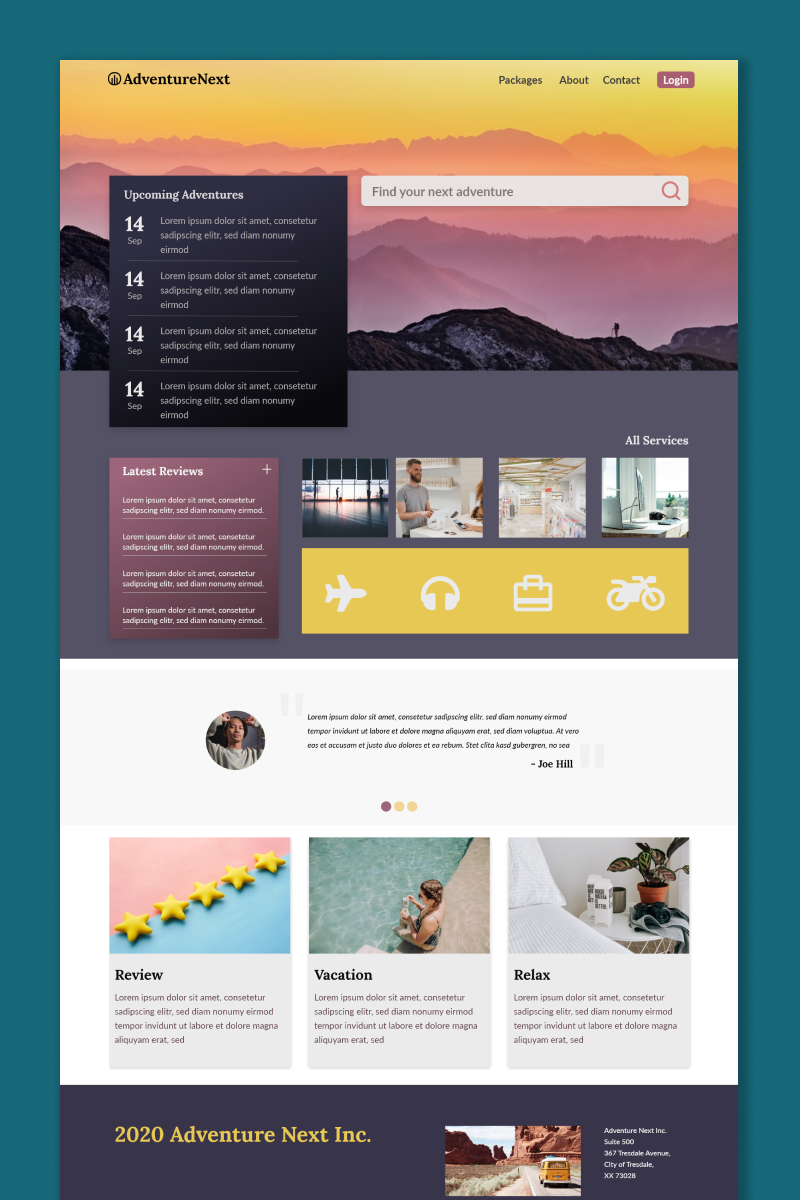 AdventureNext
Packages
About
Contact
Login
Upcoming Adventures
14
Sep
Lorem ipsum dolor sit amet, consetetur
sadipscing elitr, sed diam nonumy
eirmod
14
Sep
Lorem ipsum dolor sit amet, consetetur
sadipscing elitr, sed diam nonumy
eirmod
14
Sep
Lorem ipsum dolor sit amet, consetetur
sadipscing elitr, sed diam nonumy
eirmod
14
Sep
Lorem ipsum dolor sit amet, consetetur
sadipscing elitr, sed diam nonumy
eirmod
Find your next adventure
All Services
Latest Reviews
Lorem ipsum dolor sit amet, consetetur
sadipscing elitr, sed diam nonumy eirmod.
Lorem ipsum dolor sit amet, consetetur
sadipscing elitr, sed diam nonumy eirmod.
Lorem ipsum dolor sit amet, consetetur
sadipscing elitr, sed diam nonumy eirmod.
Lorem ipsum dolor sit amet, consetetur
sadipscing elitr, sed diam nonumy eirmod.
"
Lorem ipsum dolor sit amet, consetetur sadipscing elitr, sed diam nonumy eirmod
tempor invidunt ut labore et dolore magna aliquyam erat, sed diam voluptua. At vero
eos et accusam et justo duo dolores et ea rebum. Stet clita kasd gubergren, no sea
"
- Joe Hill
Review
Lorem ipsum dolor sit amet, consetetur
sadipscing elitr, sed diam nonumy eirmod
tempor invidunt ut labore et dolore magna
aliquyam erat, sed
Vacation
Lorem ipsum dolor sit amet, consetetur
sadipscing elitr, sed diam nonumy eirmod
tempor invidunt ut labore et dolore magna
aliquyam erat, sed
Relax
Lorem ipsum dolor sit amet, consetetur
sadipscing elitr, sed diam nonumy eirmod
tempor invidunt ut labore et dolore magna
aliquyam erat, sed
2020 Adventure Next Inc.
Adventure Next Inc.
Suite 500
367 Tresdale Avenue,
City of Tresdale,
XX 73028